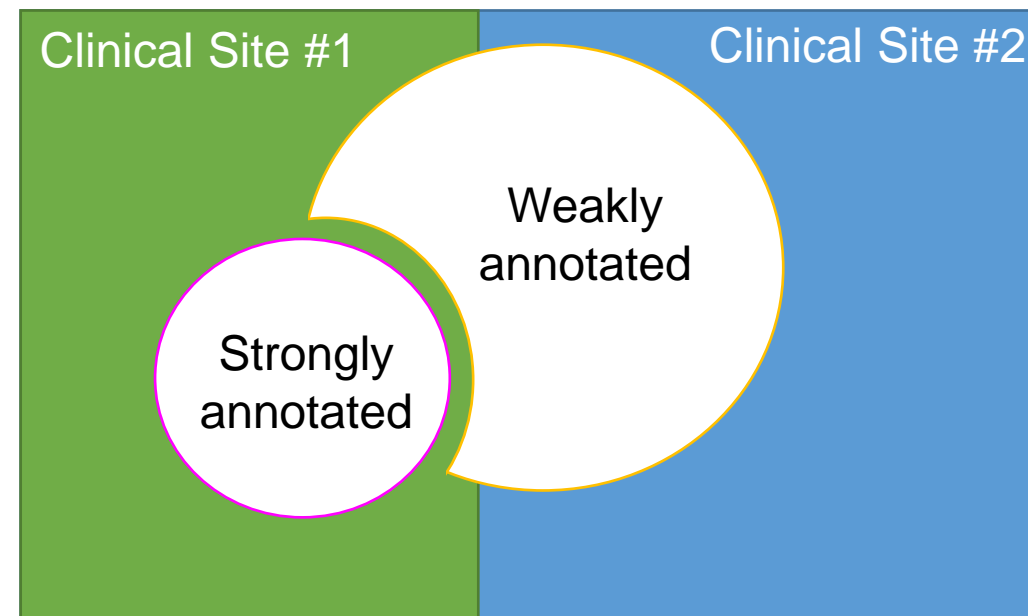 Clinical Site #1
Clinical Site #2
Weakly
annotated
Strongly
annotated